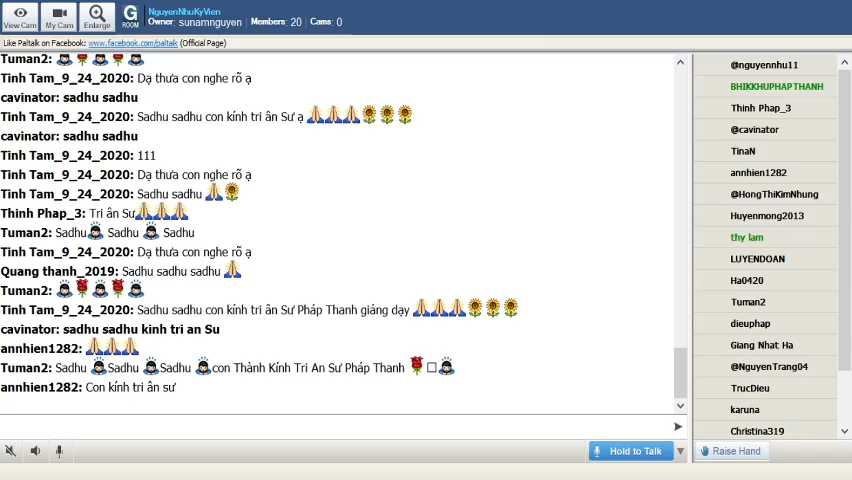 View Cam
My Cam
Enlarge
G
ROOM
NguyenNhuKyVien
Owner: sunamnguyen Members: 20 Cams: 0
Like Paltalk on Facebook: www.facebook.com/paltalk (Official Page)
Tuman2:
Tinh Tam_9_24_2020: Dạ thưa con nghe rõ ạ
cavinator: sadhu sadhu
Tinh Tam_9_24_2020: Sadhu sadhu con kính tri ân Sư ạ
cavinator: sadhu sadhu
Tinh Tam_9_24_2020: 111
Tinh Tam_9_24_2020: Dạ thưa con nghe rõ ạ
Tinh Tam_9_24_2020: Sadhu sadhu
Thinh Phap_3: Tri ân Sư
Tuman2: Sadhu Sadhu Sadhu
Tinh Tam_9_24_2020: Dạ thưa con nghe rõ ạ
Quang thanh_2019: Sadhu sadhu sadhu
Tuman2:
Tinh Tam_9_24_2020: Sadhu sadhu con kính tri ân Sư Pháp Thanh giảng dạy
cavinator: sadhu sadhu kinh tri an Su
annhien1282:
Tuman2: Sadhu Sadhu Sadhu con Thành Kính Tri An Sư Pháp Thanh
annhien1282: Con kính tri ân sư
Hold to Talk
@nguyennhu11
BHIKKHUPHAPTHANH
Thinh Phap_3
@cavinator
TinaN
annhien1282
@HongThiKimNhung
Huyenmong2013
thy lam
LUYENDOAN
Ha0420
Tuman2
dieuphap
Giang Nhat Ha
@NguyenTrang04
TrucDieu
karuna
Christina319
Raise Hand